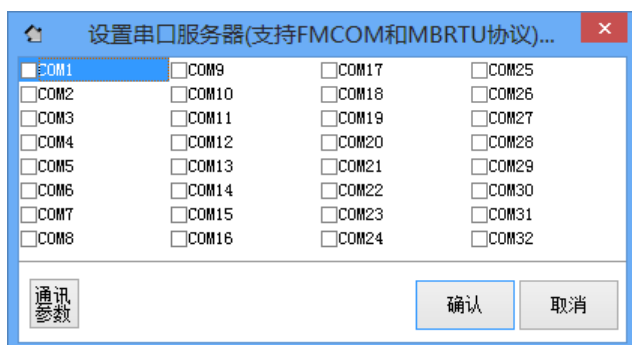 设置串口服务器(支持FMCOM和MBRTU协议)...
COM1 COM9 COM17 COM25
COM2 COM10 COM18 COM26
COM3 COM11 COM19 COM27
COM4 COM12 COM20 COM28
COM5 COM13 COM21 COM29
COM6 COM14 COM22 COM30
COM7 COM15 COM23 COM31
COM8 COM16 COM24 COM32
通讯
参数
确认 取消